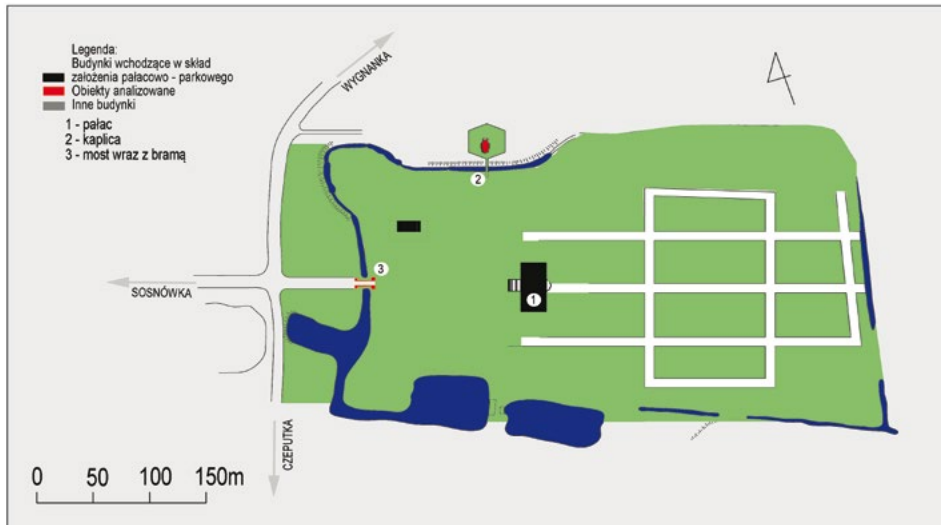 Legenda:
Budynki wchodzące w skład
założenia pałacowo - parkowego
Obiekty analizowane
Inne budynki
1 - pałac
2 - kaplica
3 - most wraz z bramą
WYGNANKA
4
2
3
SOSNÓWKA
1
CZEPUTKA
0 50 100 150m